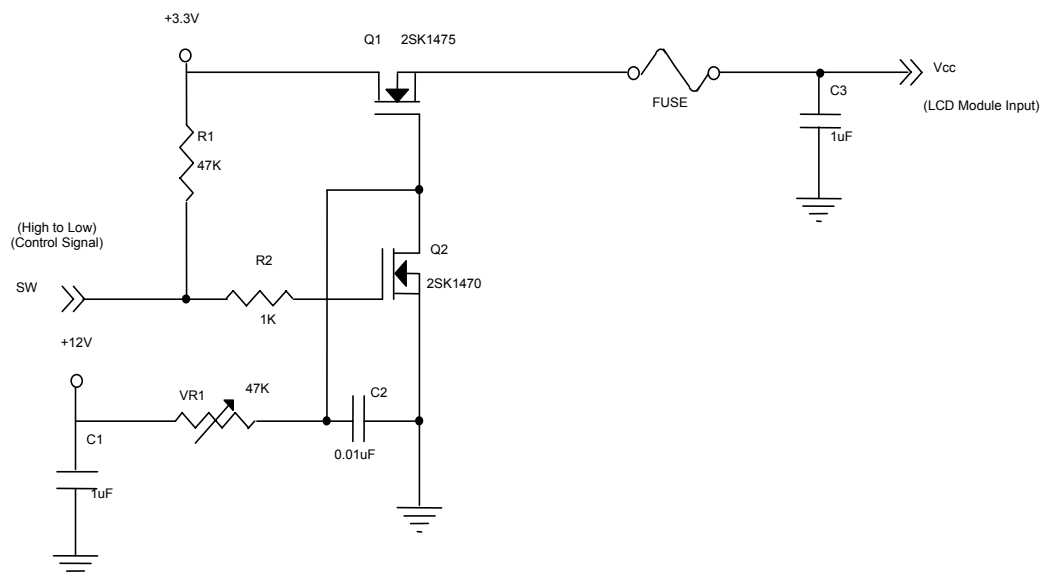 +3.3V
Q1 2SK1475
Vcc
FUSE
C3
(LCD Module Input)
1uF
R1
47K
(High to Low)
(Control Signal)
Q2
R2
2SK1470
SW
1K
+12V
VR1
47K
C2
C1
0.01uF
1uF